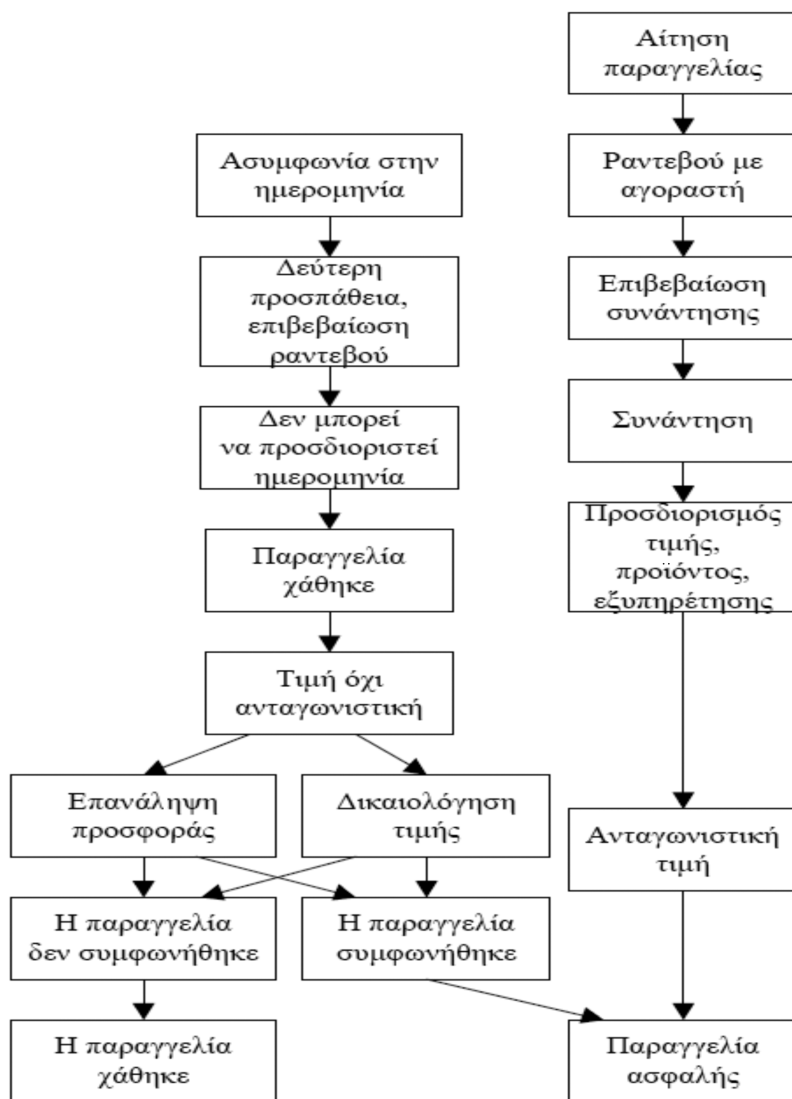 Αίτηση
παραγγελίας
Ασυμφωνία στην
ημερομηνία
Ραντεβού με
αγοραστή
Δεύτερη
προσπάθεια,
επιβεβαίωση
ραντεβού
Επιβεβαίωση
συνάντησης
Δεν μπορεί
να προσδιοριστεί
ημερομηνία
Συνάντηση
Παραγγελία
χάθηκε
Προσδιορισμός
τιμής,
προϊόντος,
εξυπηρέτησης
Τιμή όχι
ανταγωνιστική
Επανάληψη
προσφοράς
Δικαιολόγηση
τιμής
Ανταγωνιστική
τιμή
Η παραγγελία
δεν συμφωνήθηκε
Η παραγγελία
συμφωνήθηκε
Η παραγγελία
χάθηκε
Παραγγελία
ασφαλής